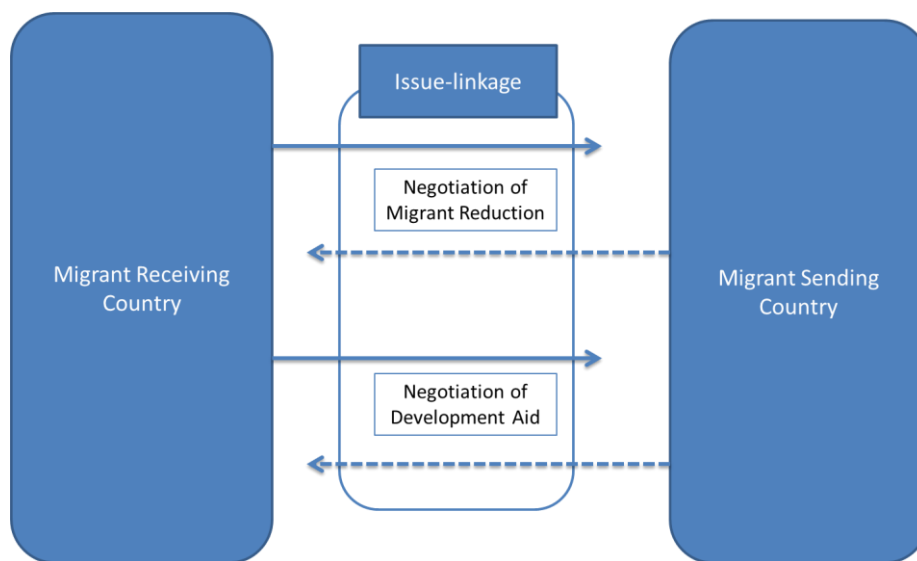 Issue-linkage
Negotiation of
Migrant Reduction
Migrant Receiving
Country
Migrant Sending
Country
Negotiation of
Development Aid